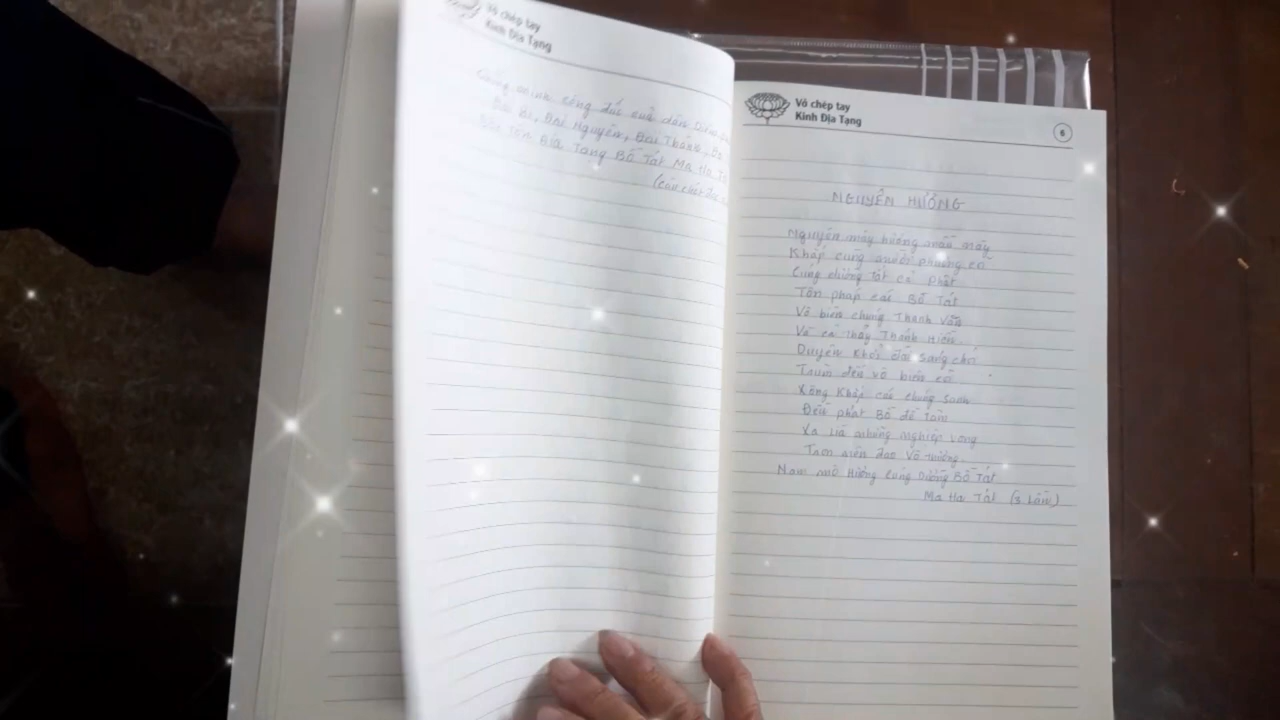 Vở chép tay
Kinh Địa Tạng
Bi, Đại Nguyện, Đại Thánh,
Tôn Địa Tạng Bồ Tát Ma Ha
Vở chép tay
Kinh Địa Tạng
6
NGUYỆN HƯƠNG
Nguyện mây hương mầu này
Khắp cùng mười phương cõi
Cúng dường tất cả Phật
Tôn pháp các Bồ Tát
Vô biên chúng Thanh Văn
Và cả thảy Thánh Hiền
Duyên Khởi đài sáng chói
Trùm đến vô biên cõi
Xông Khắp các chúng Sanh
Đều phát Bồ đề Tâm
Xa Lìa những nghiệp vọng
Trọn nên đạo Vô thượng
Nam mô Hương Cúng Dường Bồ Tát
Ma Ha Tát (3 lần)